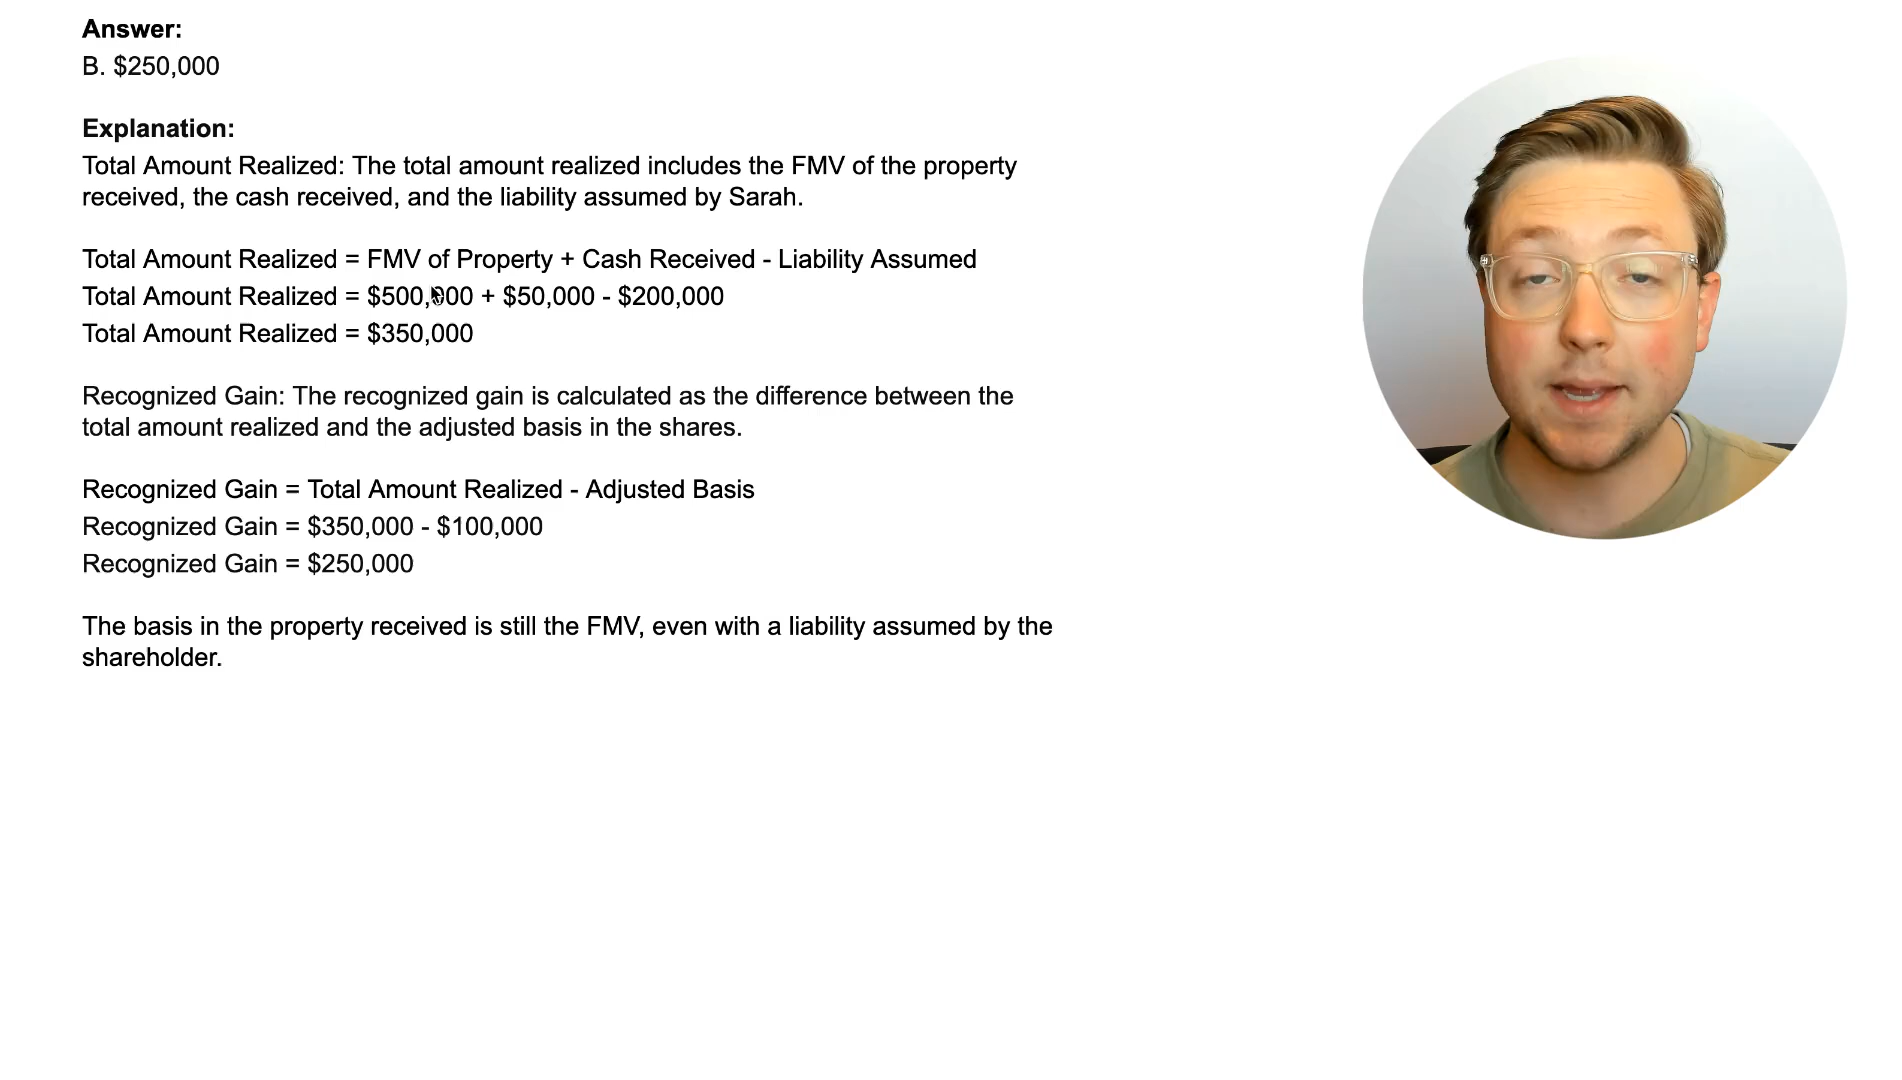 Answer:
B. $250,000
Explanation:
Total Amount Realized: The total amount realized includes the FMV of the property
received, the cash received, and the liability assumed by Sarah.
Total Amount Realized = FMV of Property + Cash Received - Liability Assumed
Total Amount Realized = $500,000 + $50,000 - $200,000
Total Amount Realized = $350,000
Recognized Gain: The recognized gain is calculated as the difference between the
total amount realized and the adjusted basis in the shares.
Recognized Gain = Total Amount Realized - Adjusted Basis
Recognized Gain = $350,000 - $100,000
Recognized Gain = $250,000
The basis in the property received is still the FMV, even with a liability assumed by the
shareholder.